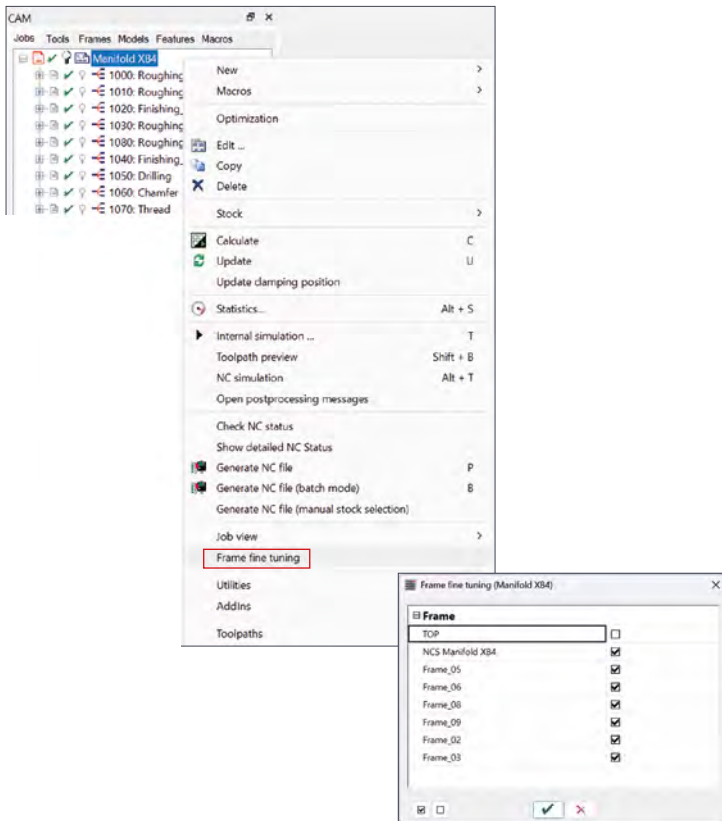 CAM
Jobs Tools Frames Models Features Macros
Manifold XB4
1000: Roughing
1010: Roughing
1020: Finishing_
1030: Roughing
1080: Roughing
1040: Finishing_
1050: Drilling
1060: Chamfer
1070: Thread
New
Macros
Optimization
Edit ...
Copy
Delete
Stock
Calculate C
Update U
Update clamping position
Statistics... Alt + S
Internal simulation ... T
Toolpath preview Shift + B
NC simulation Alt + T
Open postprocessing messages
Check NC status
Show detailed NC Status
Generate NC file P
Generate NC file (batch mode) B
Generate NC file (manual stock selection)
Job view
Frame fine tuning
Utilities
AddIns
Toolpaths
Frame fine tuning (Manifold XB4)
Frame
TOP
NCS Manifold XB4
Frame_05
Frame_06
Frame_08
Frame_09
Frame_02
Frame_03